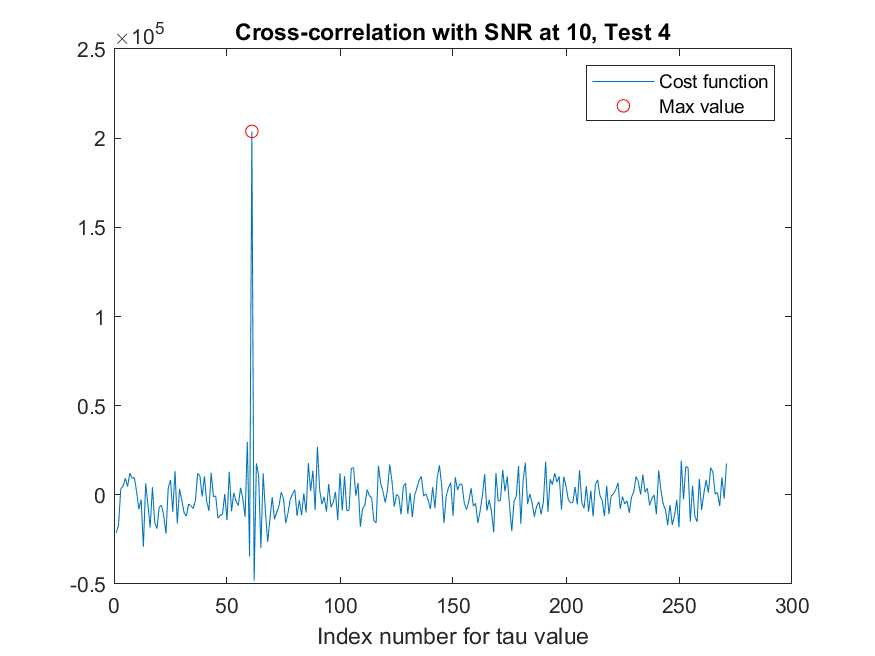 Cross-correlation with SNR at 10, Test 4
×10^5
2.5
2
1.5
1
0.5
0
-0.5
0 50 100 150 200 250 300
Index number for tau value
Cost function
Max value